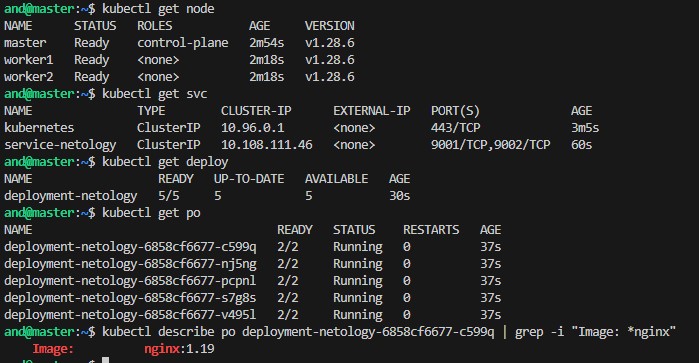 and@master:~$ kubectl get node
NAME      STATUS   ROLES           AGE     VERSION
master    Ready    control-plane   2m54s   v1.28.6
worker1   Ready    <none>          2m18s   v1.28.6
worker2   Ready    <none>          2m18s   v1.28.6
and@master:~$ kubectl get svc
NAME               TYPE        CLUSTER-IP      EXTERNAL-IP   PORT(S)             AGE
kubernetes         ClusterIP   10.96.0.1       <none>        443/TCP             3m5s
service-netology   ClusterIP   10.108.111.46   <none>        9001/TCP,9002/TCP   60s
and@master:~$ kubectl get deploy
NAME                  READY   UP-TO-DATE   AVAILABLE   AGE
deployment-netology   5/5     5            5           30s
and@master:~$ kubectl get po
NAME                                   READY   STATUS    RESTARTS   AGE
deployment-netology-6858cf6677-c599q   2/2     Running   0          37s
deployment-netology-6858cf6677-nj5ng   2/2     Running   0          37s
deployment-netology-6858cf6677-pcpnl   2/2     Running   0          37s
deployment-netology-6858cf6677-s7g8s   2/2     Running   0          37s
deployment-netology-6858cf6677-v495l   2/2     Running   0          37s
and@master:~$ kubectl describe po deployment-netology-6858cf6677-c599q | grep -i "Image: *nginx"
    Image:          nginx:1.19
and@master:~$